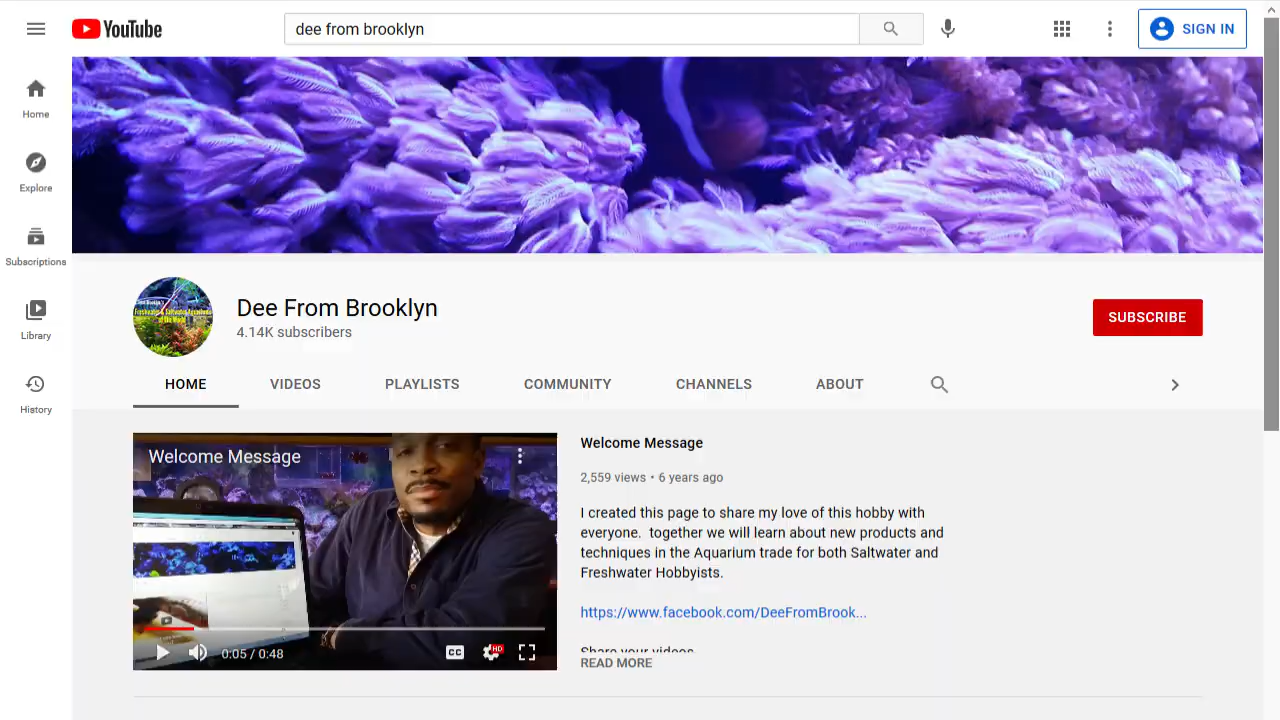 YouTube
dee from brooklyn
SIGN IN
Home
Explore
Subscriptions
Library
History
Dee From Brooklyn
4.14K subscribers
SUBSCRIBE
HOME VIDEOS PLAYLISTS COMMUNITY CHANNELS ABOUT
Welcome Message
0:05 / 0:48
CC
HD
Welcome Message
2,559 views • 6 years ago
I created this page to share my love of this hobby with
everyone. together we will learn about new products and
techniques in the Aquarium trade for both Saltwater and
Freshwater Hobbyists.
https://www.facebook.com/DeeFromBrook...
Share your videos
READ MORE